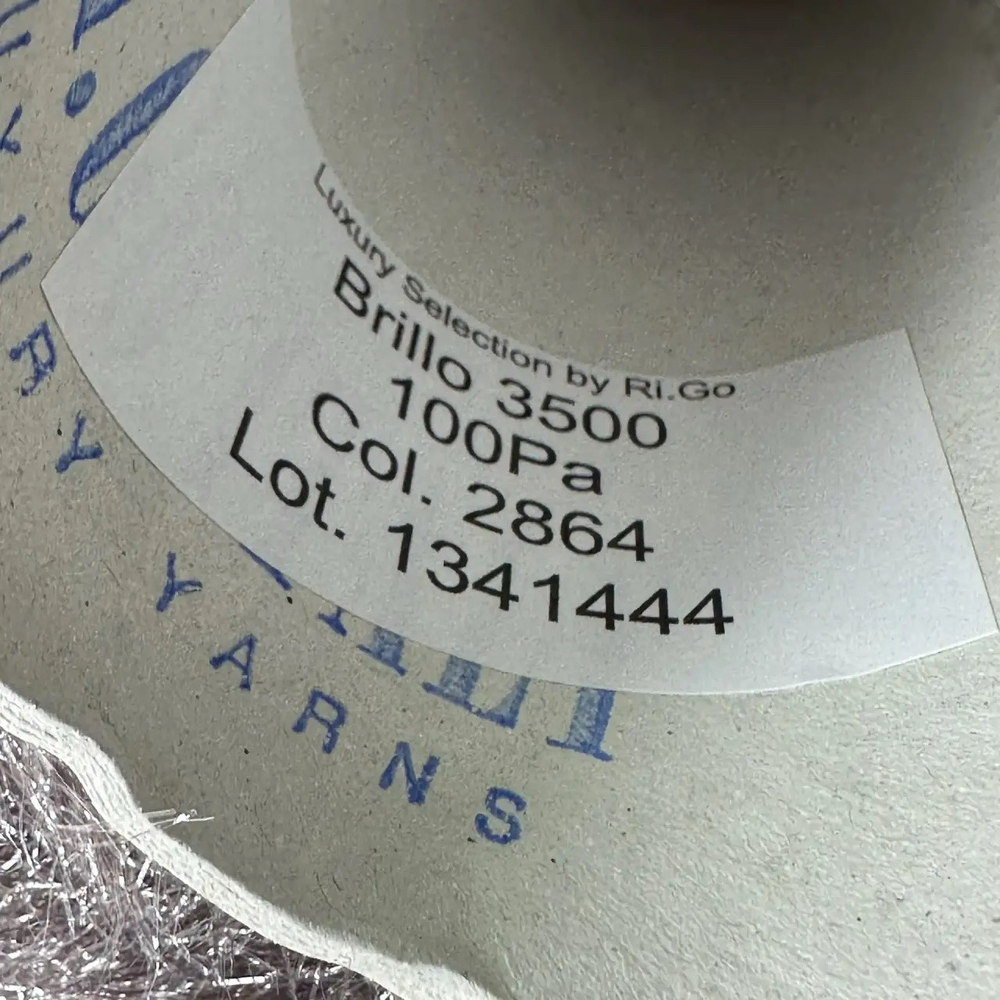 Luxury Selection by Ri.Go
Brillo 3500
100Pa
Col. 2864
Lot. 1341444
YARNS